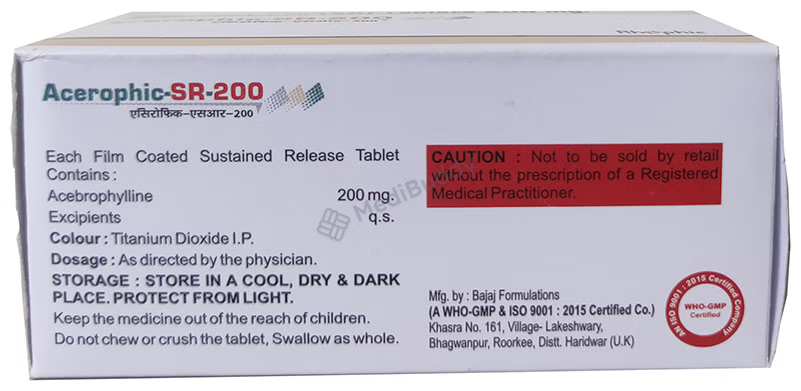 Acerophic-SR-200
एसिरोफिक-एसआर-200
Each Film Coated Sustained Release Tablet
Contains :
Acebrophylline 200 mg.
Excipients q.s.
Colour : Titanium Dioxide I.P.
Dosage : As directed by the physician.
STORAGE : STORE IN A COOL, DRY & DARK
PLACE. PROTECT FROM LIGHT.
Keep the medicine out of the reach of children.
Do not chew or crush the tablet, Swallow as whole.
CAUTION : Not to be sold by retail
without the prescription of a Registered
Medical Practitioner.
Mfg. by : Bajaj Formulations
(A WHO-GMP & ISO 9001 : 2015 Certified Co.)
Khasra No. 161, Village- Lakeshwary,
Bhagwanpur, Roorkee, Distt. Haridwar (U.K)
AN ISO 9001 : 2015 Certified Company
WHO-GMP
Certified